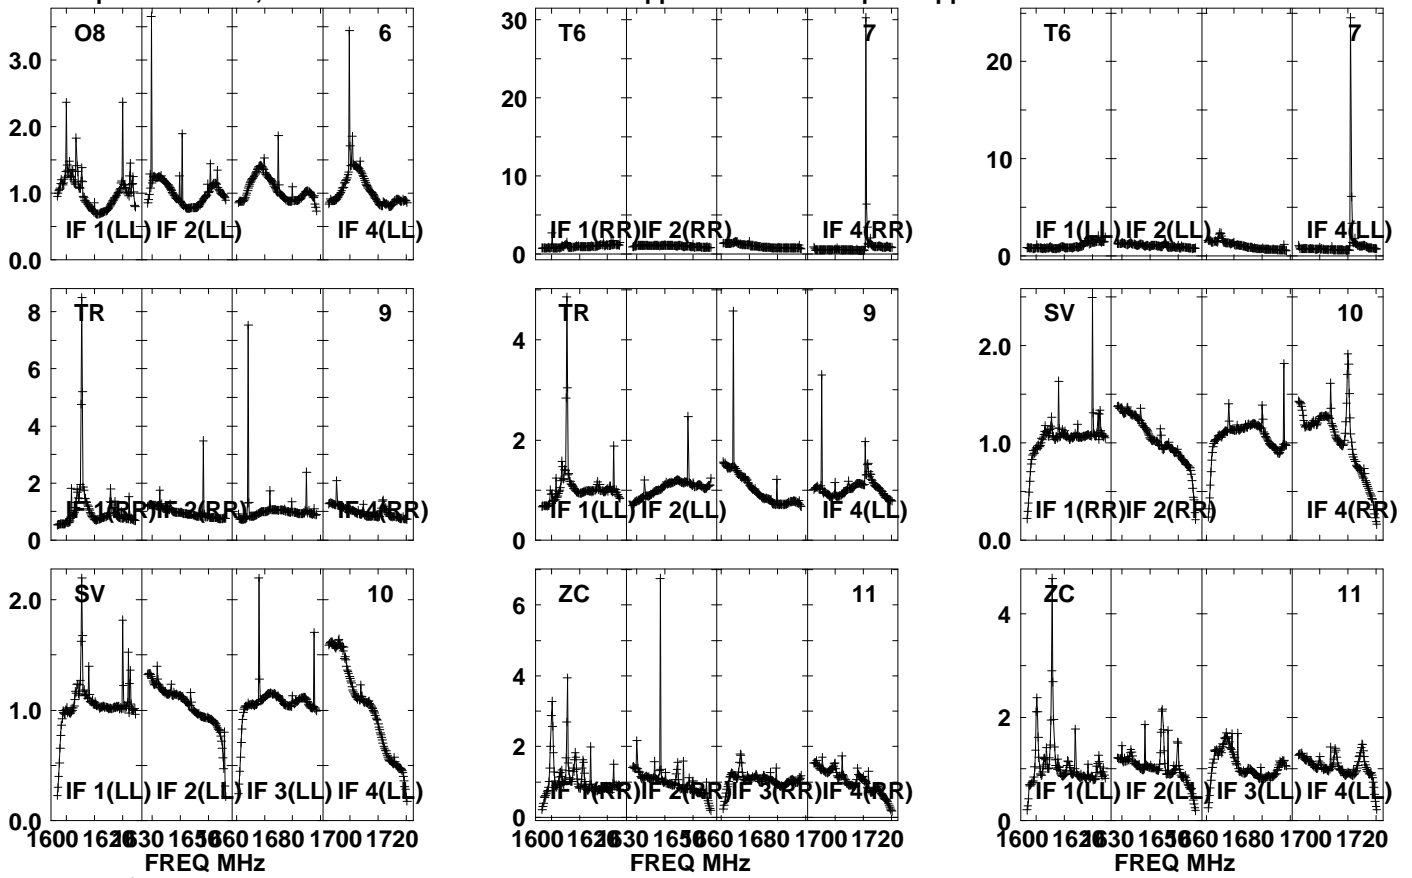 O8 6
3.0
2.0
1.0
0.0
IF 1(LL) IF 2(LL) IF 4(LL)
T6 7
30
20
10
0
IF 1(RR) IF 2(RR) IF 4(RR)
T6 7
20
10
0
IF 1(LL) IF 2(LL) IF 4(LL)
TR 9
8
6
4
2
0
IF 1(RR) IF 2(RR) IF 4(RR)
TR 9
4
2
0
IF 1(LL) IF 2(LL) IF 4(LL)
SV 10
2.0
1.0
0.0
IF 1(RR) IF 2(RR) IF 4(RR)
SV 10
2.0
1.0
0.0
IF 1(LL) IF 2(LL) IF 3(LL) IF 4(LL)
1600 1630 1700 1720
FREQ MHz
ZC 11
6
4
2
0
IF 1(RR) IF 2(RR) IF 3(RR) IF 4(RR)
ZC 11
4
2
0
IF 1(LL) IF 2(LL) IF 3(LL) IF 4(LL)
1600 1630 1700 1720
FREQ MHz